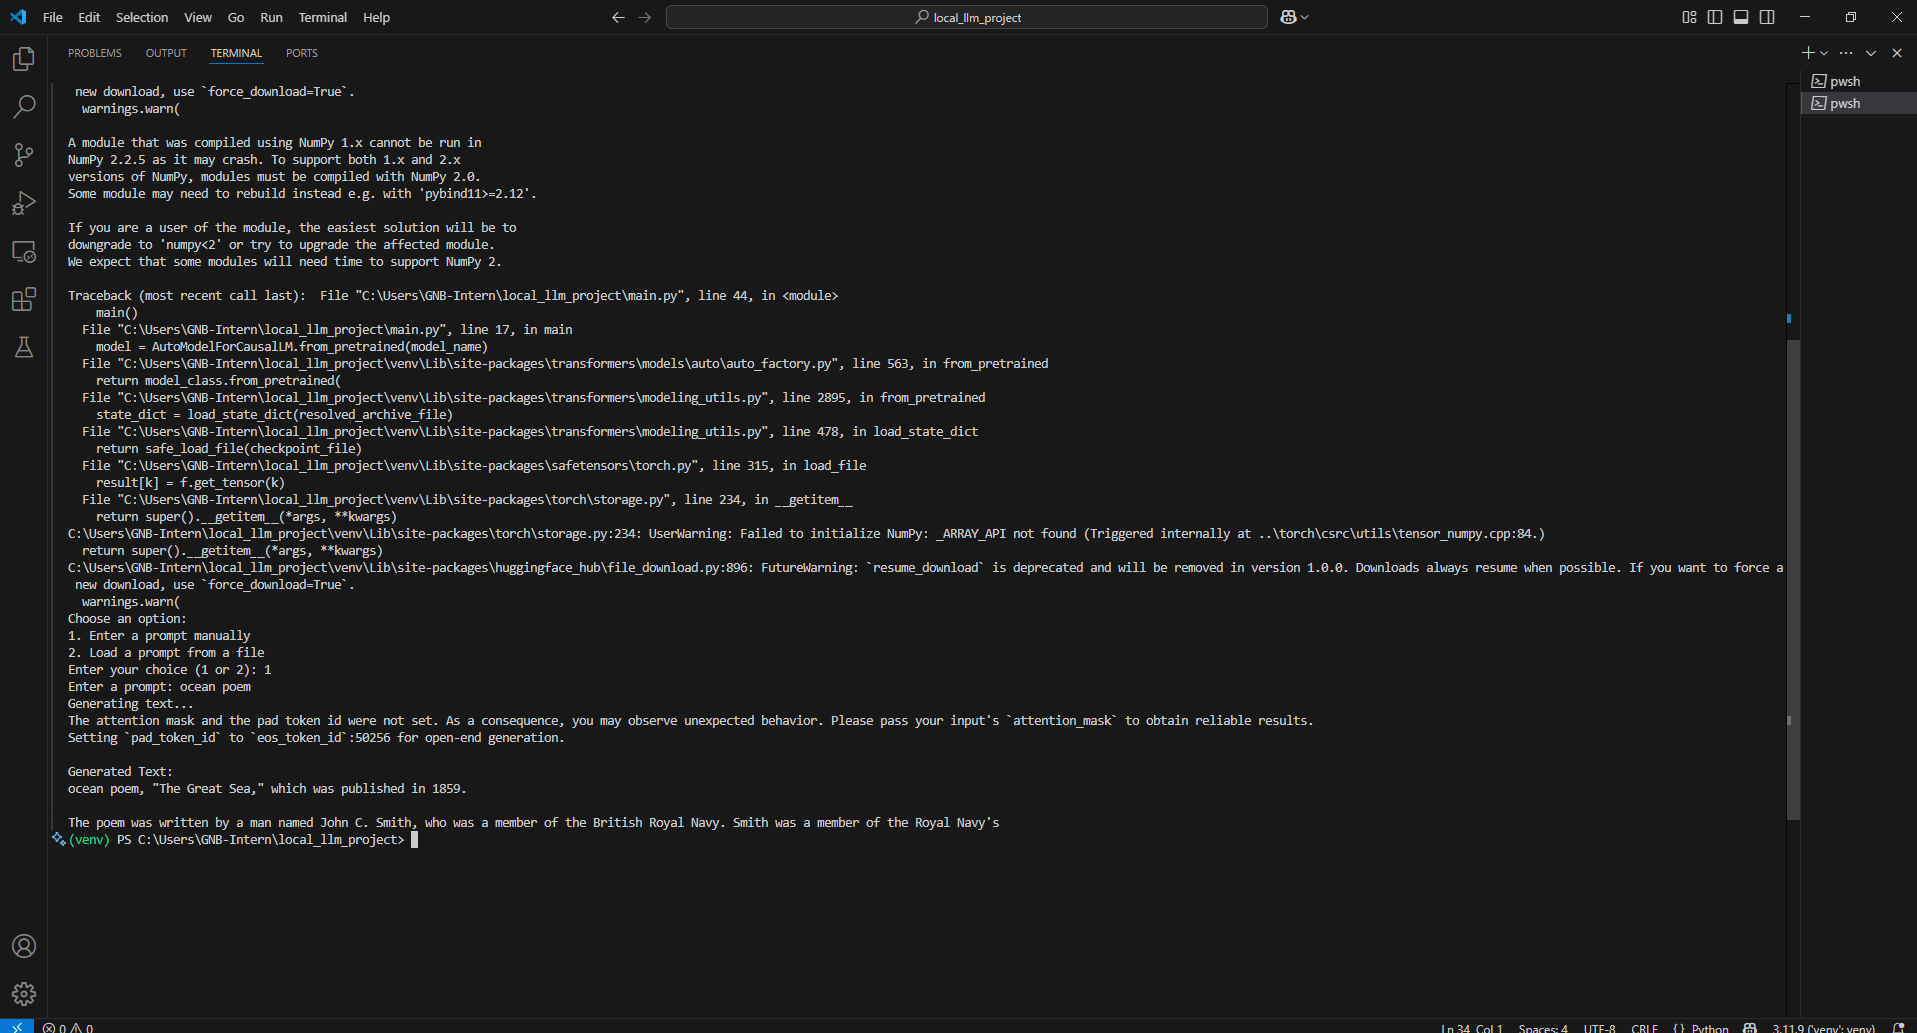 File Edit Selection View Go Run Terminal Help
local_llm_project
PROBLEMS OUTPUT TERMINAL PORTS
pwsh
pwsh
 new download, use `force_download=True`.
  warnings.warn(

A module that was compiled using NumPy 1.x cannot be run in
NumPy 2.2.5 as it may crash. To support both 1.x and 2.x
versions of NumPy, modules must be compiled with NumPy 2.0.
Some module may need to rebuild instead e.g. with 'pybind11>=2.12'.

If you are a user of the module, the easiest solution will be to
downgrade to 'numpy<2' or try to upgrade the affected module.
We expect that some modules will need time to support NumPy 2.

Traceback (most recent call last):  File "C:\Users\GNB-Intern\local_llm_project\main.py", line 44, in <module>
    main()
  File "C:\Users\GNB-Intern\local_llm_project\main.py", line 17, in main
    model = AutoModelForCausalLM.from_pretrained(model_name)
  File "C:\Users\GNB-Intern\local_llm_project\venv\Lib\site-packages\transformers\models\auto\auto_factory.py", line 563, in from_pretrained
    return model_class.from_pretrained(
  File "C:\Users\GNB-Intern\local_llm_project\venv\Lib\site-packages\transformers\modeling_utils.py", line 2895, in from_pretrained
    state_dict = load_state_dict(resolved_archive_file)
  File "C:\Users\GNB-Intern\local_llm_project\venv\Lib\site-packages\transformers\modeling_utils.py", line 478, in load_state_dict
    return safe_load_file(checkpoint_file)
  File "C:\Users\GNB-Intern\local_llm_project\venv\Lib\site-packages\safetensors\torch.py", line 315, in load_file
    result[k] = f.get_tensor(k)
  File "C:\Users\GNB-Intern\local_llm_project\venv\Lib\site-packages\torch\storage.py", line 234, in __getitem__
    return super().__getitem__(*args, **kwargs)
C:\Users\GNB-Intern\local_llm_project\venv\Lib\site-packages\torch\storage.py:234: UserWarning: Failed to initialize NumPy: _ARRAY_API not found (Triggered internally at ..\torch\csrc\utils\tensor_numpy.cpp:84.)
  return super().__getitem__(*args, **kwargs)
C:\Users\GNB-Intern\local_llm_project\venv\Lib\site-packages\huggingface_hub\file_download.py:896: FutureWarning: `resume_download` is deprecated and will be removed in version 1.0.0. Downloads always resume when possible. If you want to force a
 new download, use `force_download=True`.
  warnings.warn(
Choose an option:
1. Enter a prompt manually
2. Load a prompt from a file
Enter your choice (1 or 2): 1
Enter a prompt: ocean poem
Generating text...
The attention mask and the pad token id were not set. As a consequence, you may observe unexpected behavior. Please pass your input's `attention_mask` to obtain reliable results.
Setting `pad_token_id` to `eos_token_id`:50256 for open-end generation.

Generated Text:
ocean poem, "The Great Sea," which was published in 1859.

The poem was written by a man named John C. Smith, who was a member of the British Royal Navy. Smith was a member of the Royal Navy's
(venv) PS C:\Users\GNB-Intern\local_llm_project>
0 0 Ln 34, Col 1 Spaces: 4 UTF-8 CRLF {} Python 3.11.9 ('venv': venv)